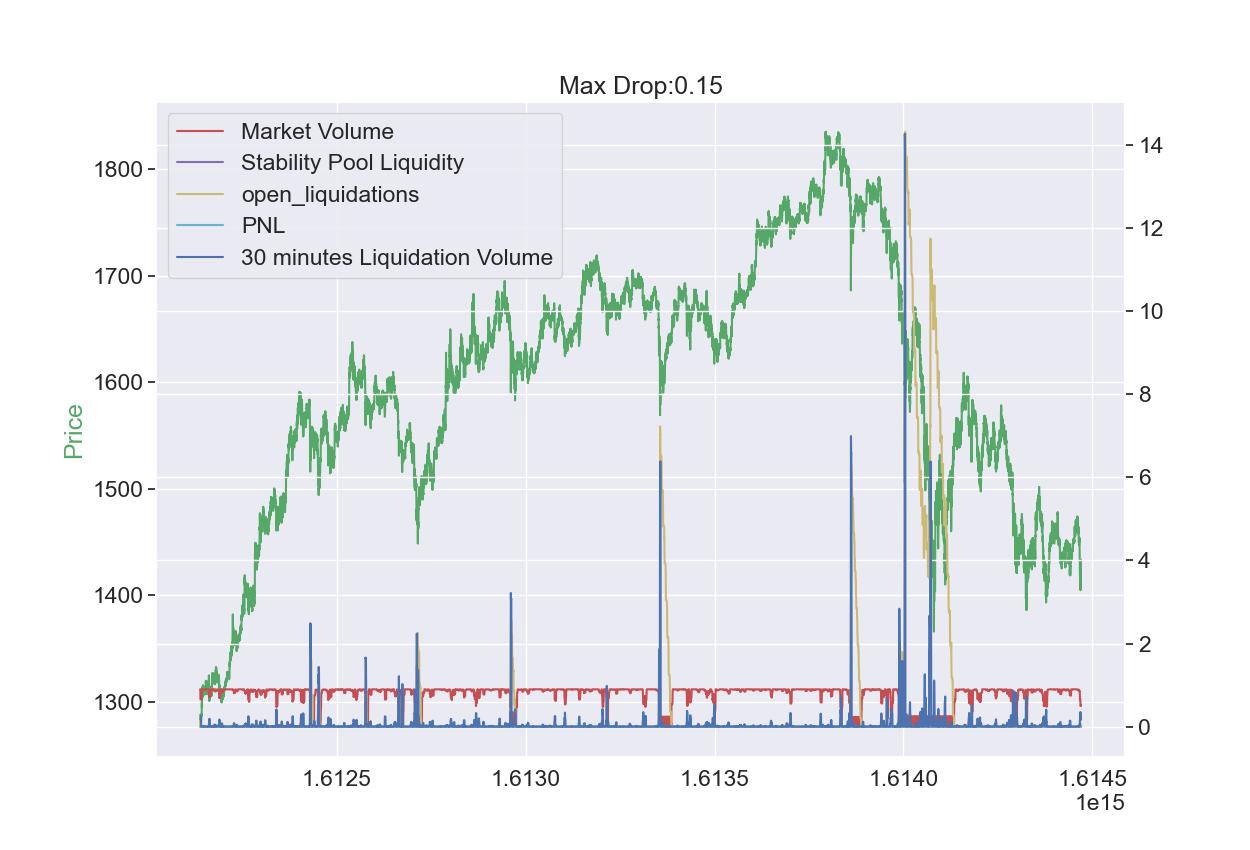 Max Drop:0.15
Market Volume
Stability Pool Liquidity
open_liquidations
PNL
30 minutes Liquidation Volume
Price
1800
1700
1600
1500
1400
1300
14
12
10
8
6
4
2
0
1.6125
1.6130
1.6135
1.6140
1.6145
1e15